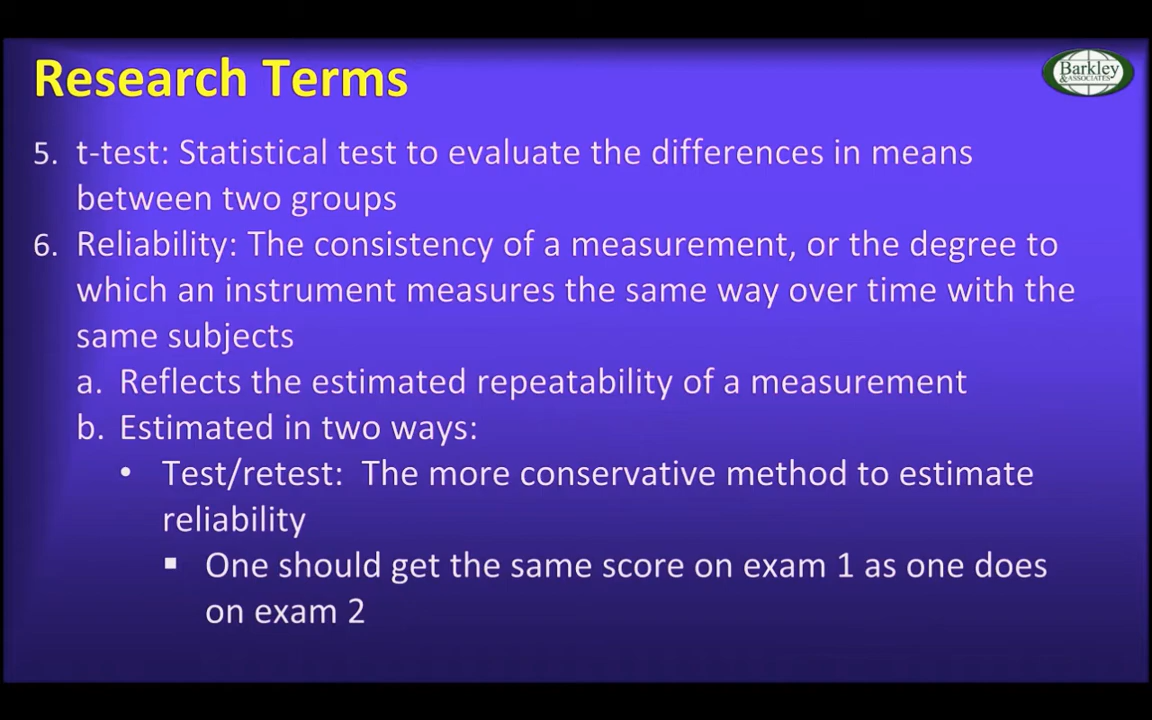 Research Terms
Barkley
& ASSOCIATES
5. t-test: Statistical test to evaluate the differences in means
between two groups
6. Reliability: The consistency of a measurement, or the degree to
which an instrument measures the same way over time with the
same subjects
a. Reflects the estimated repeatability of a measurement
b. Estimated in two ways:
• Test/retest: The more conservative method to estimate
reliability
▪ One should get the same score on exam 1 as one does
on exam 2